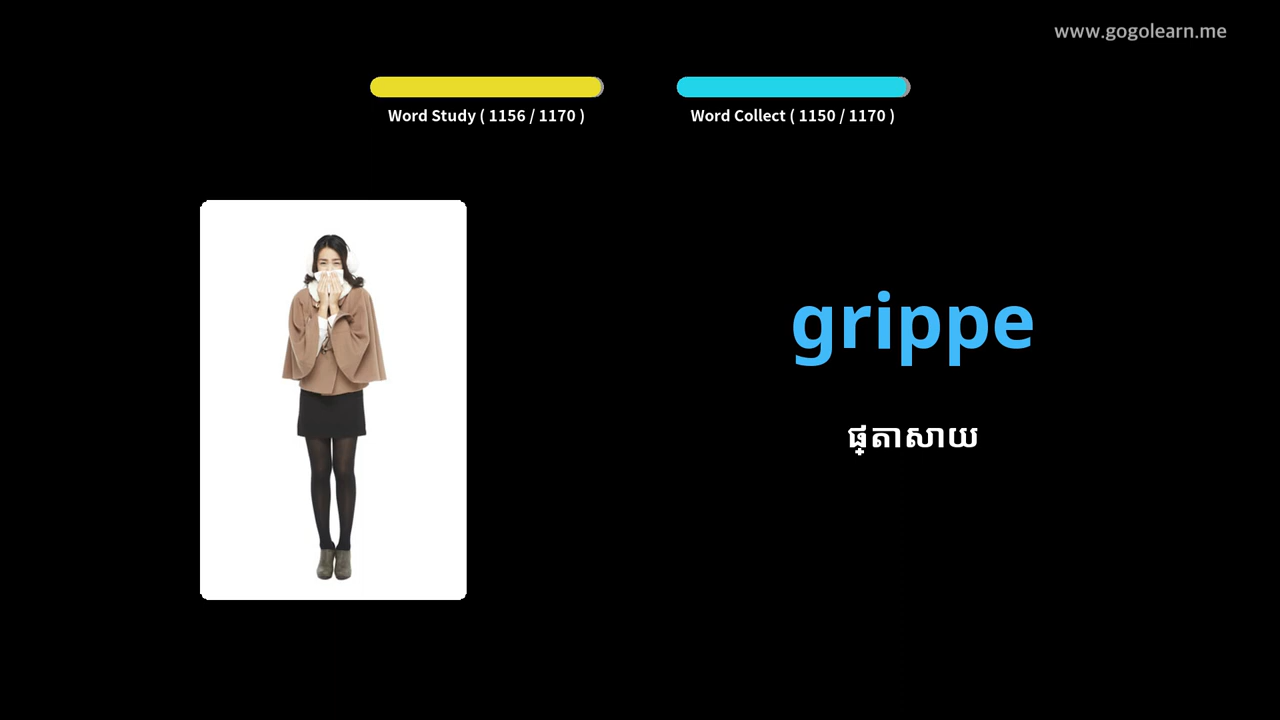 www.gogolearn.me
Word Study ( 1156 / 1170 )
Word Collect ( 1150 / 1170 )
grippe
ផ្តាសាយ